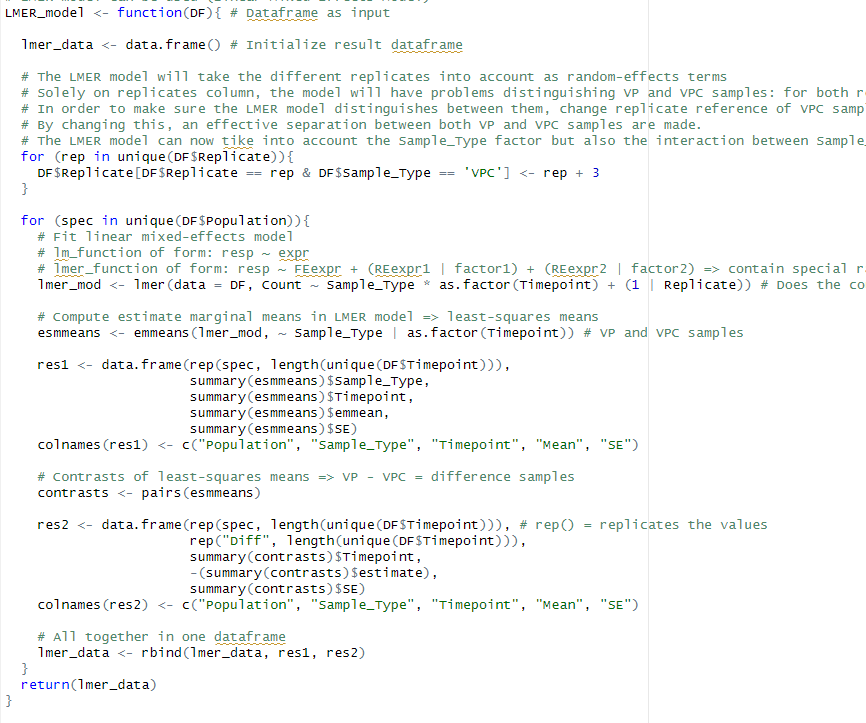 LMER_model <- function(DF){ # Dataframe as input
lmer_data <- data.frame() # Initialize result dataframe
# The LMER model will take the different replicates into account as random-effects terms
# Solely on replicates column, the model will have problems distinguishing VP and VPC samples: for both r
# In order to make sure the LMER model distinguishes between them, change replicate reference of VPC samp
# By changing this, an effective separation between both VP and VPC samples are made.
# The LMER model can now tike into account the Sample_Type factor but also the interaction between Sample_
for (rep in unique(DF$Replicate)){
DF$Replicate[DF$Replicate == rep & DF$Sample_Type == 'VPC'] <- rep + 3
}
for (spec in unique(DF$Population)){
# Fit linear mixed-effects model
# lm_function of form: resp ~ expr
# lmer_function of form: resp ~ FEexpr + (REexpr1 | factor1) + (REexpr2 | factor2) => contain special r
lmer_mod <- lmer(data = DF, Count ~ Sample_Type * as.factor(Timepoint) + (1 | Replicate)) # Does the co
# Compute estimate marginal means in LMER model => least-squares means
esmmeans <- emmeans(lmer_mod, ~ Sample_Type | as.factor(Timepoint)) # VP and VPC samples
res1 <- data.frame(rep(spec, length(unique(DF$Timepoint))),
summary(esmmeans)$Sample_Type,
summary(esmmeans)$Timepoint,
summary(esmmeans)$emmean,
summary(esmmeans)$SE)
colnames(res1) <- c("Population", "Sample_Type", "Timepoint", "Mean", "SE")
# Contrasts of least-squares means => VP - VPC = difference samples
contrasts <- pairs(esmmeans)
res2 <- data.frame(rep(spec, length(unique(DF$Timepoint))), # rep() = replicates the values
rep("Diff", length(unique(DF$Timepoint))),
summary(contrasts)$Timepoint,
-(summary(contrasts)$estimate),
summary(contrasts)$SE)
colnames(res2) <- c("Population", "Sample_Type", "Timepoint", "Mean", "SE")
# All together in one dataframe
lmer_data <- rbind(lmer_data, res1, res2)
}
return(lmer_data)
}